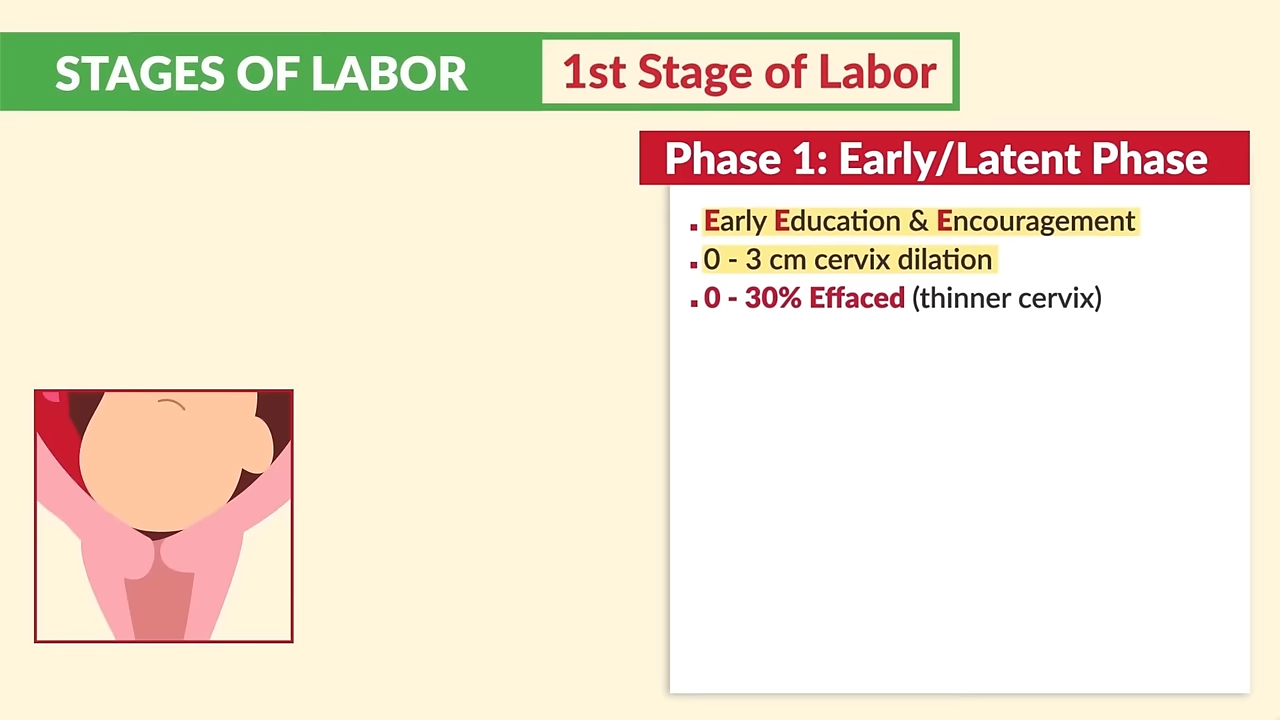 STAGES OF LABOR
1st Stage of Labor
Phase 1: Early/Latent Phase
Early Education & Encouragement
0 - 3 cm cervix dilation
0 - 30% Effaced (thinner cervix)